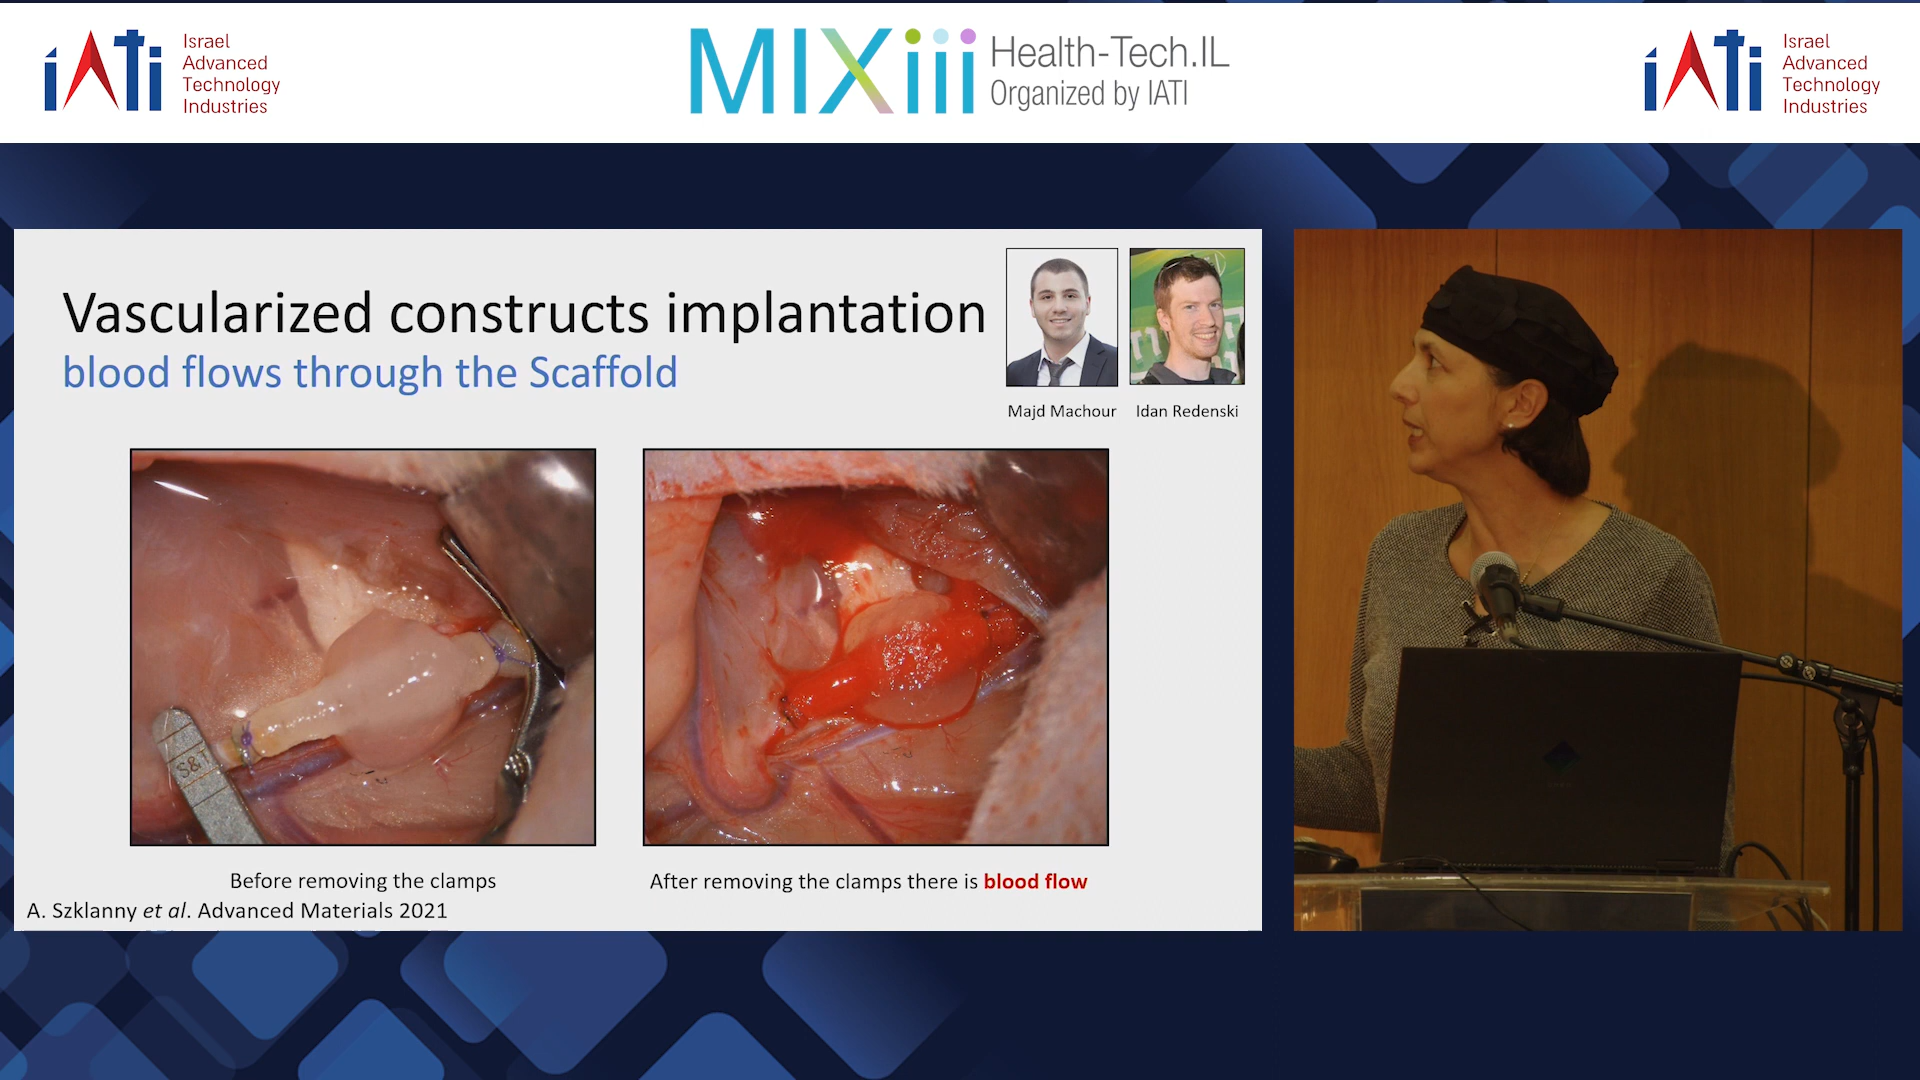 iATi
Israel
Advanced
Technology
Industries
MIXiii
Health-Tech.IL
Organized by IATI
iATi
Israel
Advanced
Technology
Industries
Vascularized constructs implantation
blood flows through the Scaffold
Majd Machour
Idan Redenski
S&
Before removing the clamps
After removing the clamps there is blood flow
A. Szklanny et al. Advanced Materials 2021